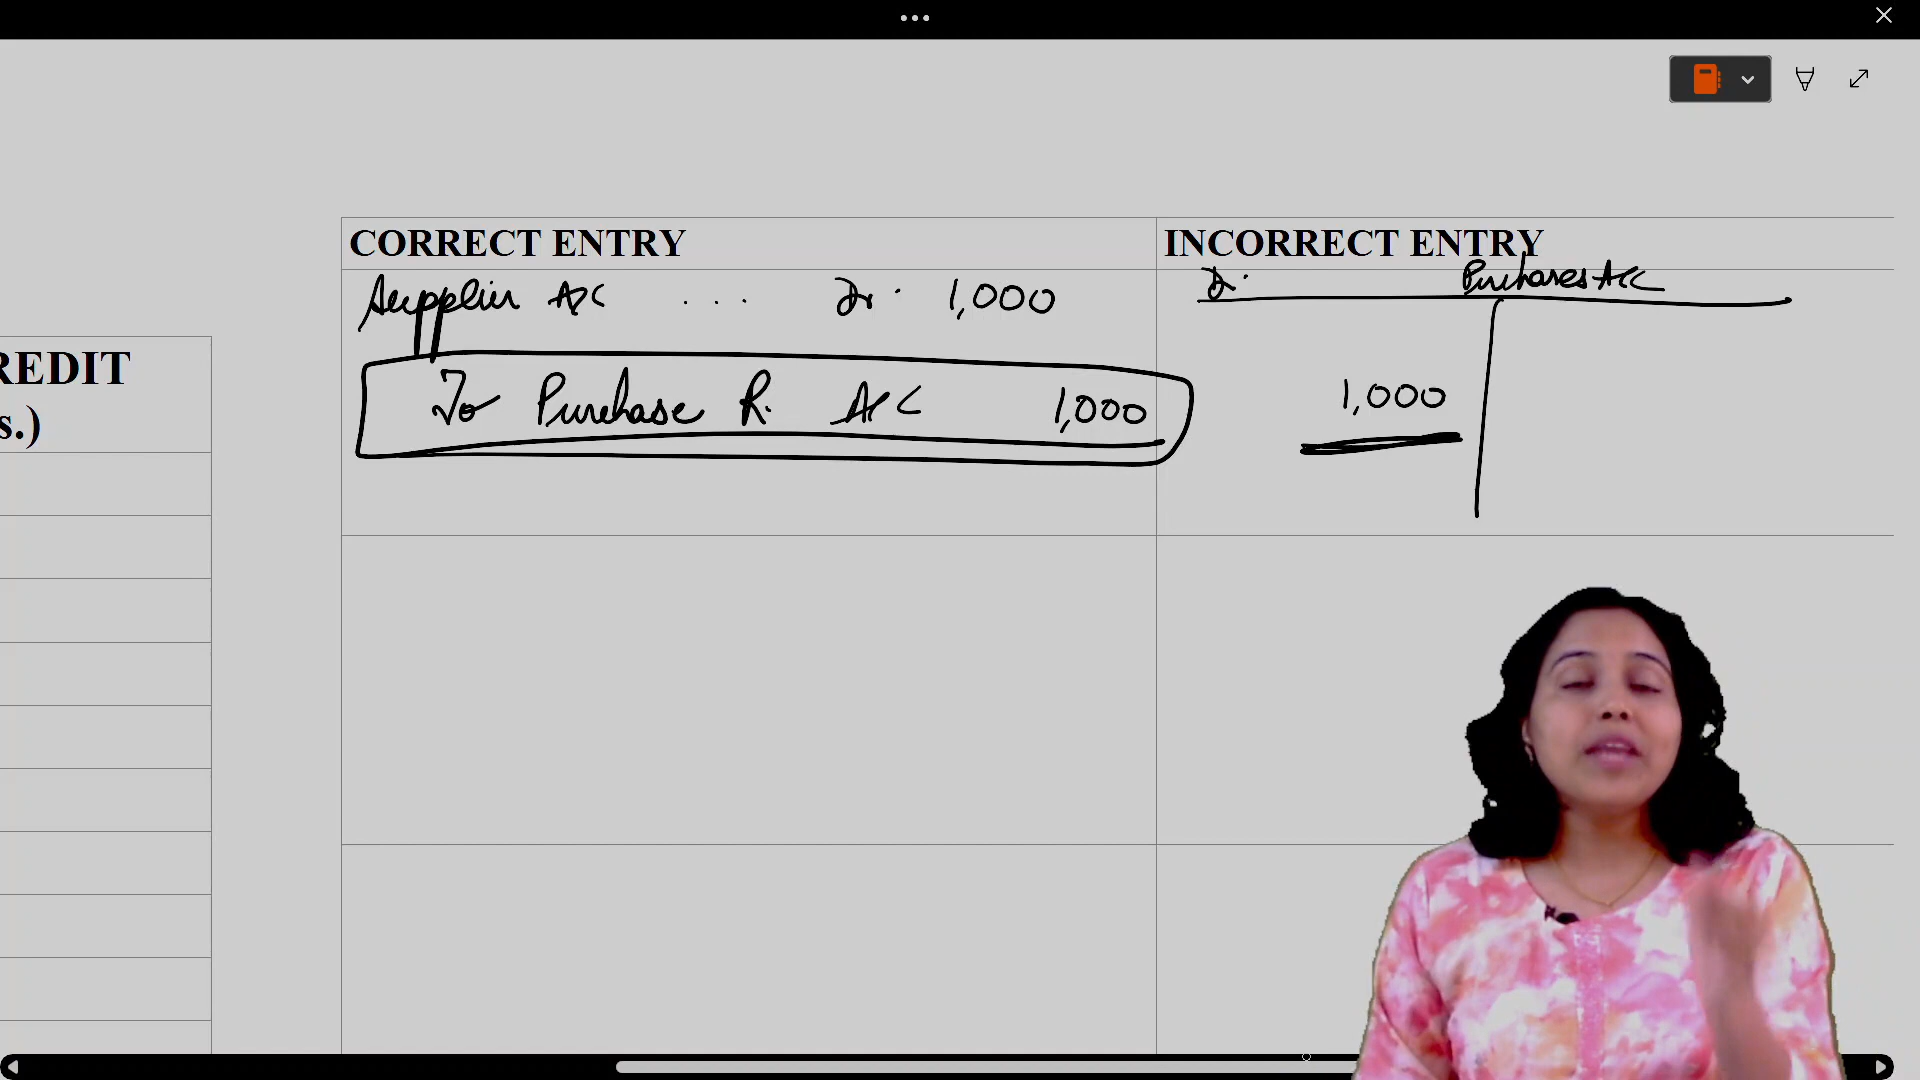 CORRECT ENTRY
INCORRECT ENTRY
Supplier A/C ... Dr. 1,000
Dr. Purchases A/C
REDIT
s.)
To Purchase R. A/C 1,000
1,000